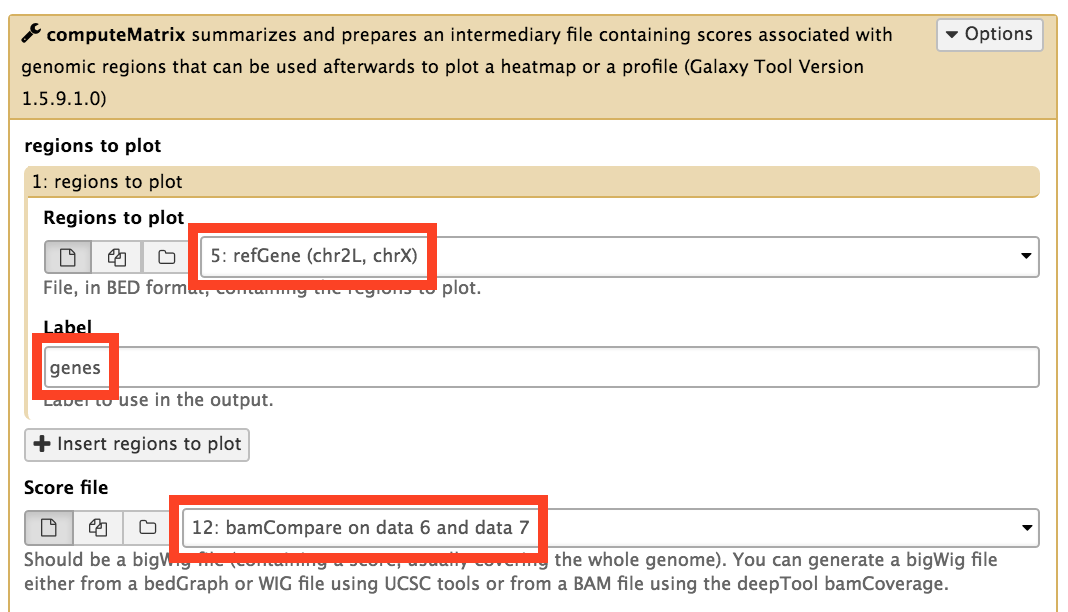 computeMatrix summarizes and prepares an intermediary file containing scores associated with
genomic regions that can be used afterwards to plot a heatmap or a profile (Galaxy Tool Version
1.5.9.1.0)
Options
regions to plot
1: regions to plot
Regions to plot
5: refGene (chr2L, chrX)
File, in BED format, containing the regions to plot.
Label
genes
Label to use in the output.
Insert regions to plot
Score file
12: bamCompare on data 6 and data 7
Should be a bigWig file (containing a score, usually covering the whole genome). You can generate a bigWig file
either from a bedGraph or WIG file using UCSC tools or from a BAM file using the deepTool bamCoverage.